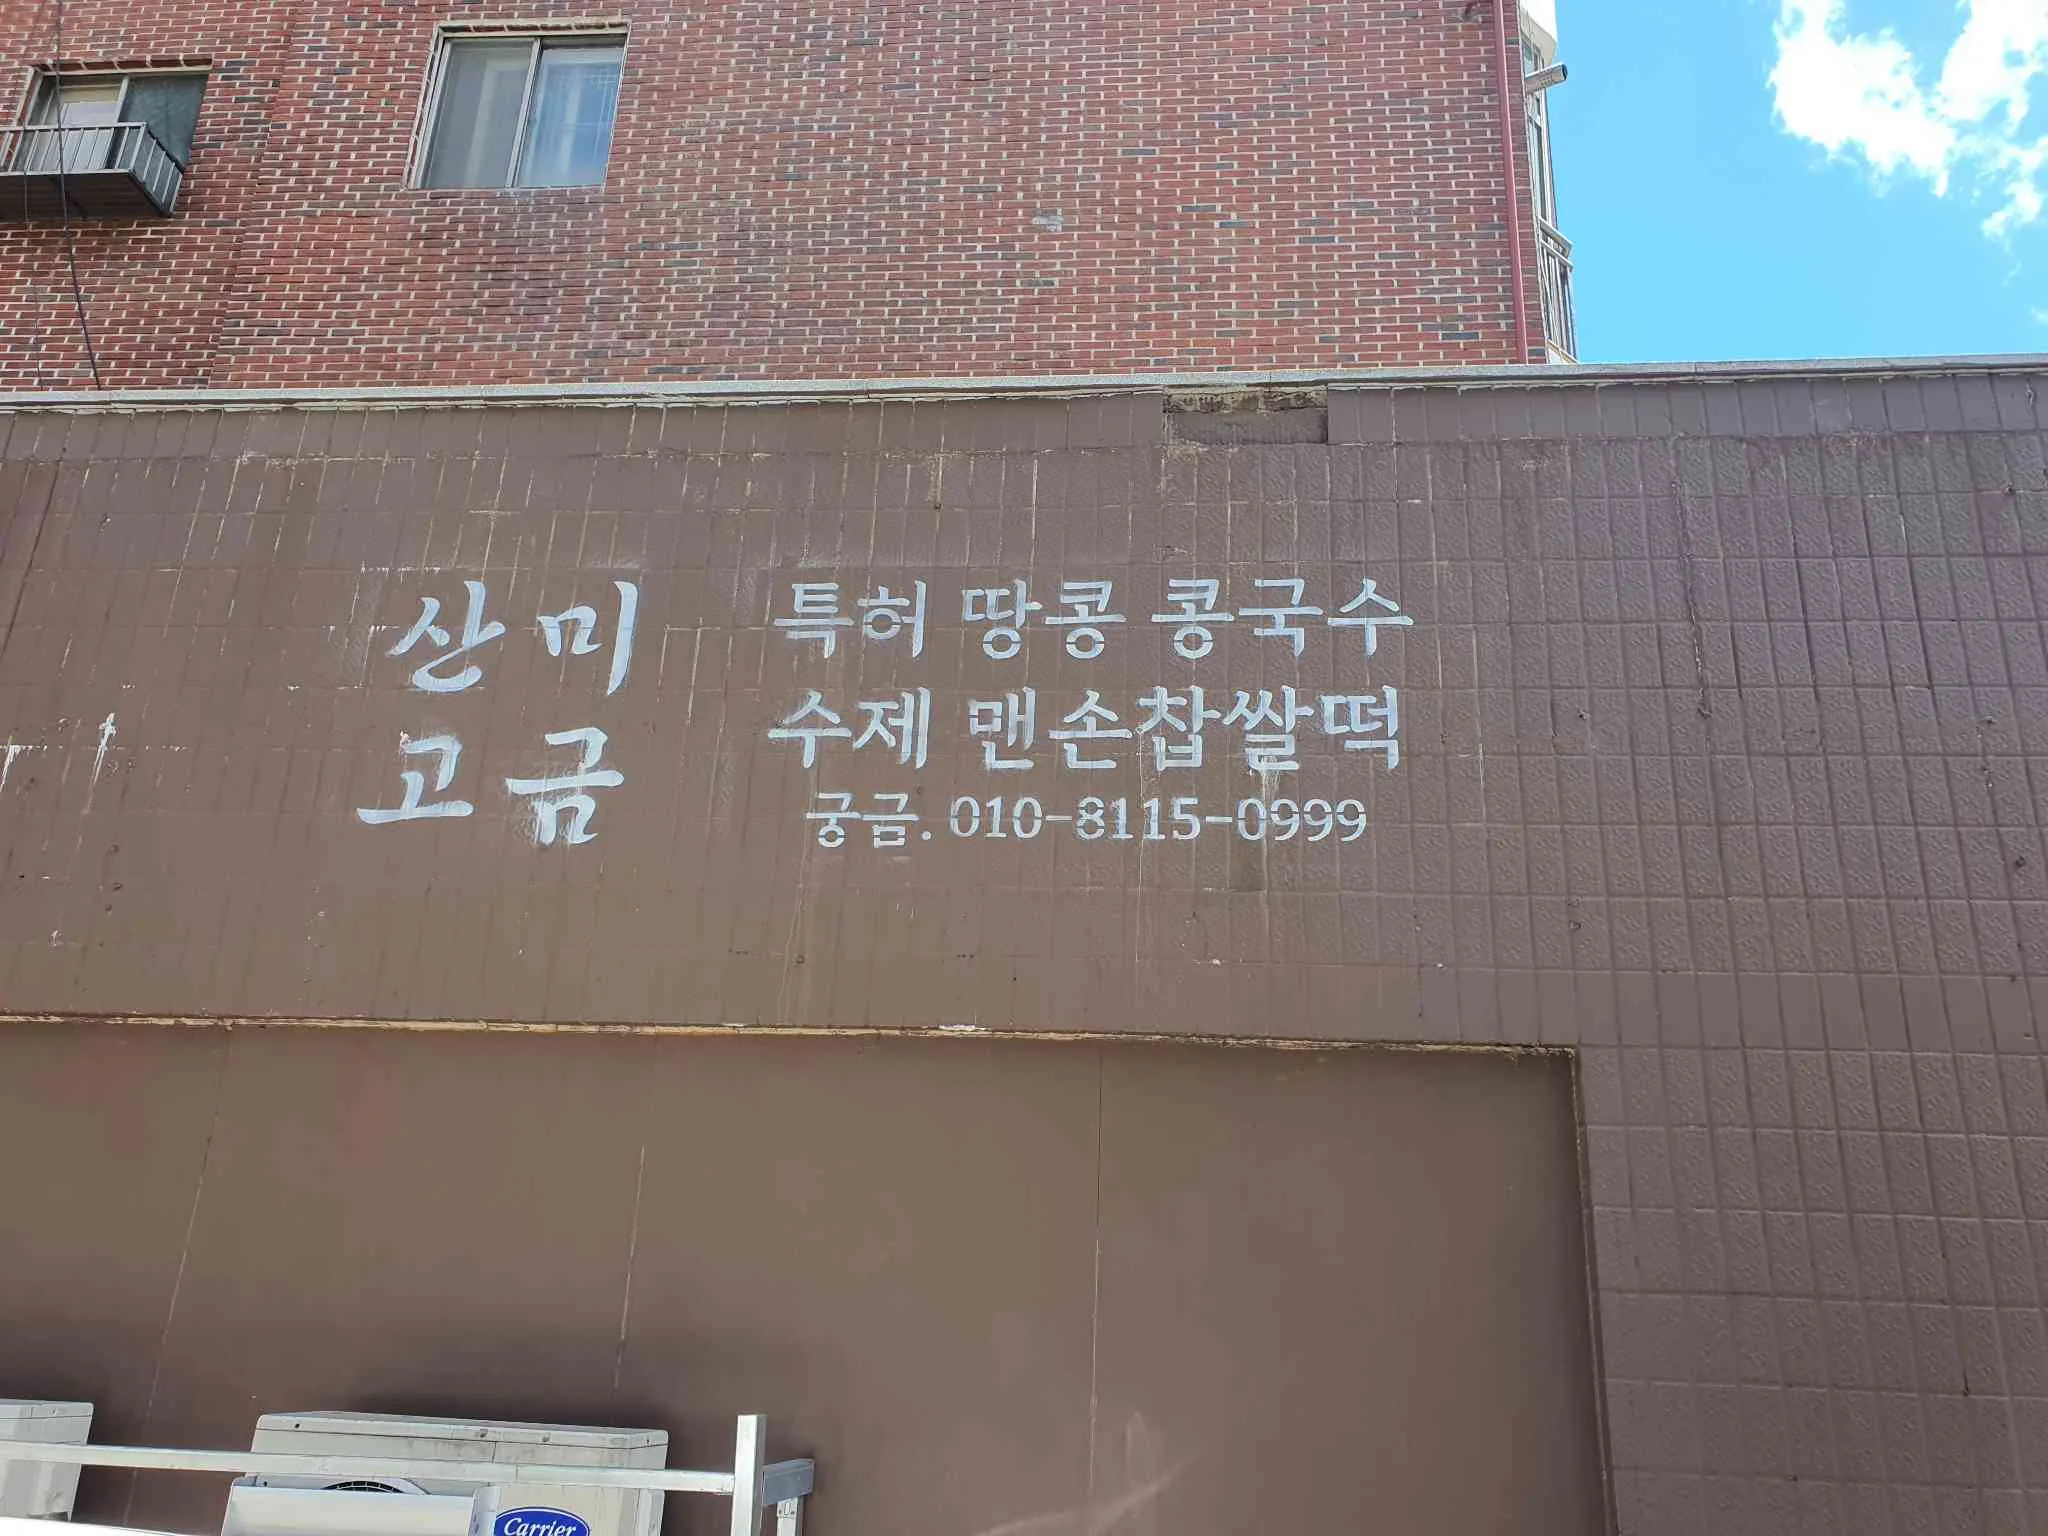 산미
고금
특허 땅콩 콩국수
수제 맨손찹쌀떡
궁금. 010-8115-0999
Carrier